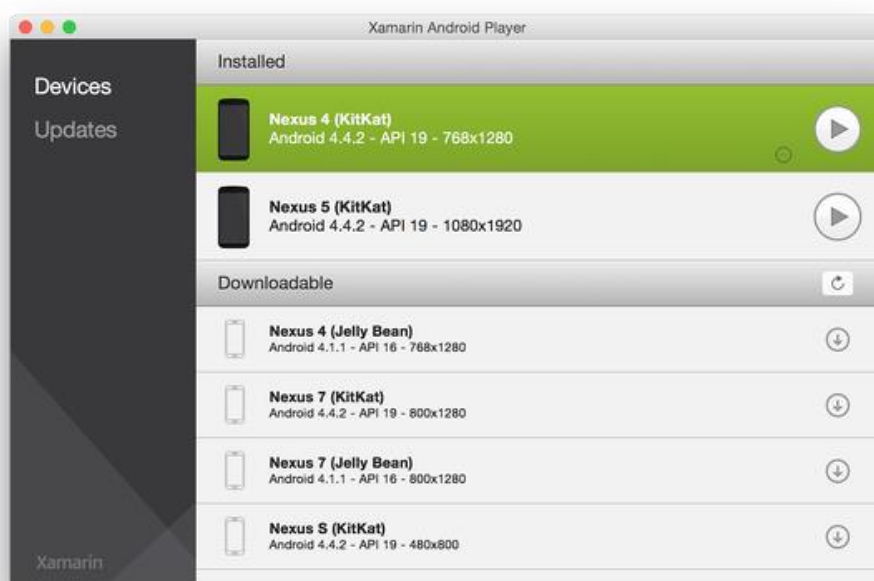 Xamarin Android Player
Devices
Updates
Xamarin
Installed
Nexus 4 (KitKat)
Android 4.4.2 - API 19 - 768x1280
Nexus 5 (KitKat)
Android 4.4.2 - API 19 - 1080x1920
Downloadable
Nexus 4 (Jelly Bean)
Android 4.1.1 - API 16 - 768x1280
Nexus 7 (KitKat)
Android 4.4.2 - API 19 - 800x1280
Nexus 7 (Jelly Bean)
Android 4.1.1 - API 16 - 800x1280
Nexus S (KitKat)
Android 4.4.2 - API 19 - 480x800